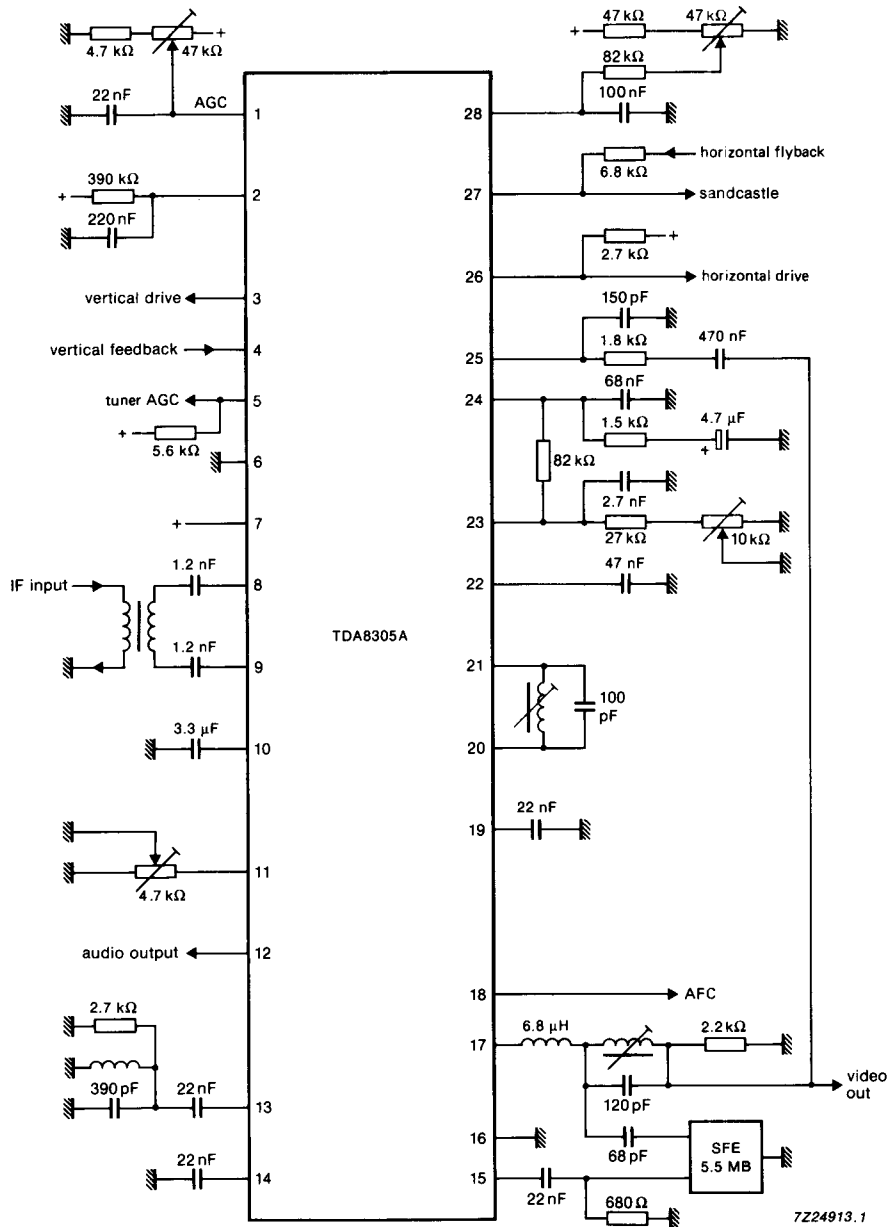 47 kΩ
47 kΩ
4.7 kΩ
47 kΩ
+
+
82 kΩ
22 nF
AGC
1
28
100 nF
horizontal flyback
6.8 kΩ
390 kΩ
2
27
sandcastle
+
220 nF
+
2.7 kΩ
26
horizontal drive
vertical drive
3
150 pF
470 nF
vertical feedback
4
25
1.8 kΩ
tuner AGC
5
24
68 nF
+
5.6 kΩ
1.5 kΩ
4.7 µF
+
6
82 kΩ
2.7 nF
+
7
23
27 kΩ
10 kΩ
1.2 nF
47 nF
IF input
8
22
TDA8305A
1.2 nF
9
21
100
pF
3.3 µF
10
20
22 nF
19
11
4.7 kΩ
audio output
12
18
AFC
2.7 kΩ
6.8 µH
2.2 kΩ
17
390 pF
22 nF
13
120 pF
video
out
16
68 pF
SFE
5.5 MB
22 nF
14
15
22 nF
680 Ω
7Z24913.1